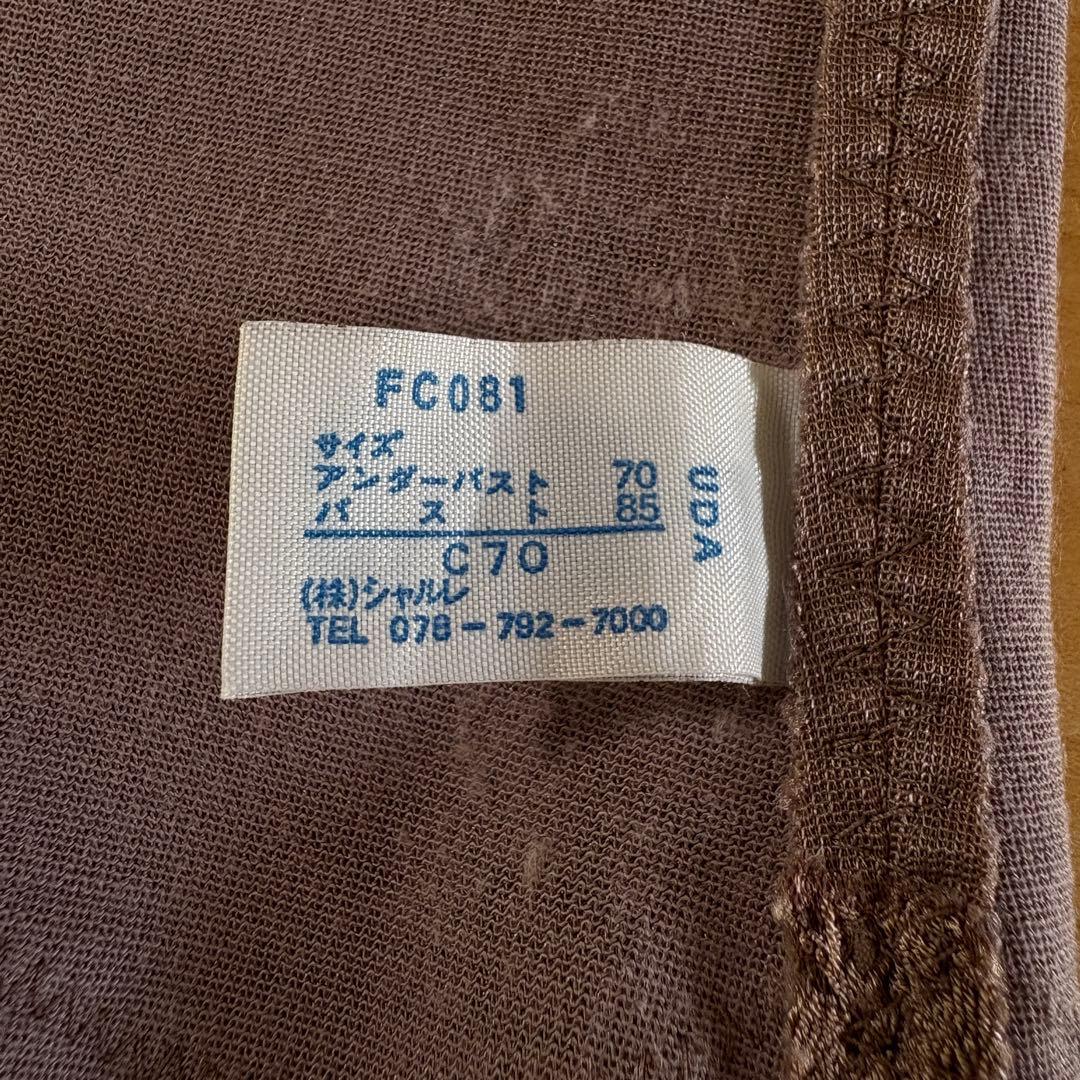 FC081
サイズ
アンダーバスト 70
バスト 85
C70
(株)シャルレ
TEL 078-792-7000
UDA